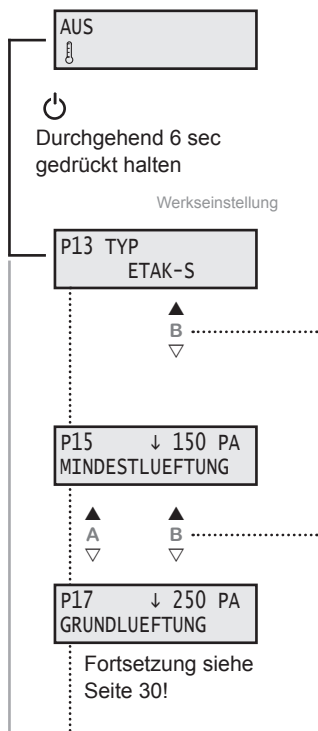 AUS
Durchgehend 6 sec
gedrückt halten
Werkseinstellung
P13 TYP
ETAK-S
▲
B
▽
P15 ↓ 150 PA
MINDESTLUEFTUNG
▲ ▲
A B
▽ ▽
P17 ↓ 250 PA
GRUNDLUEFTUNG
Fortsetzung siehe
Seite 30!